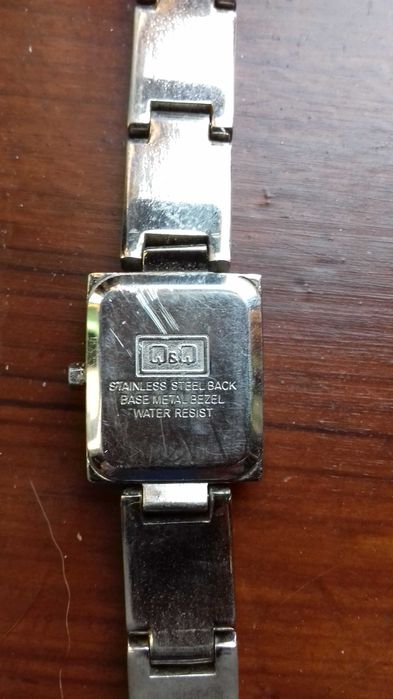 Q&Q
STAINLESS STEEL BACK
BASE METAL BEZEL
WATER RESIST